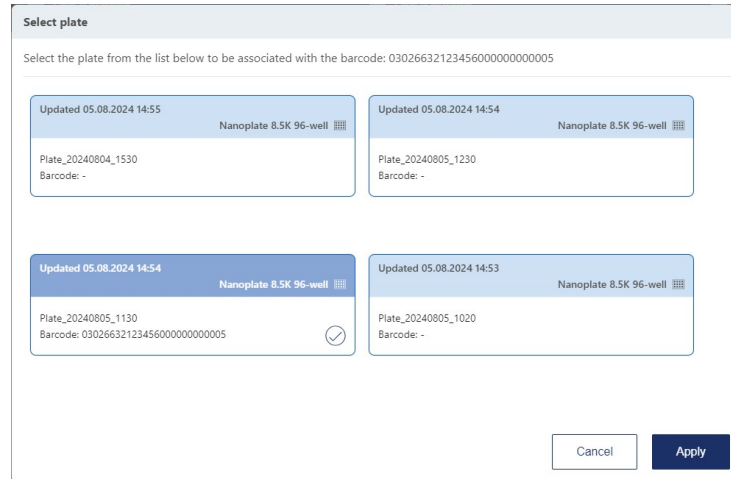 Select plate
Select the plate from the list below to be associated with the barcode: 03026632123456000000000005
Updated 05.08.2024 14:55
Nanoplate 8.5K 96-well
Plate_20240804_1530
Barcode: -
Updated 05.08.2024 14:54
Nanoplate 8.5K 96-well
Plate_20240805_1230
Barcode: -
Updated 05.08.2024 14:54
Nanoplate 8.5K 96-well
Plate_20240805_1130
Barcode: 03026632123456000000000005
Updated 05.08.2024 14:53
Nanoplate 8.5K 96-well
Plate_20240805_1020
Barcode: -
Cancel
Apply